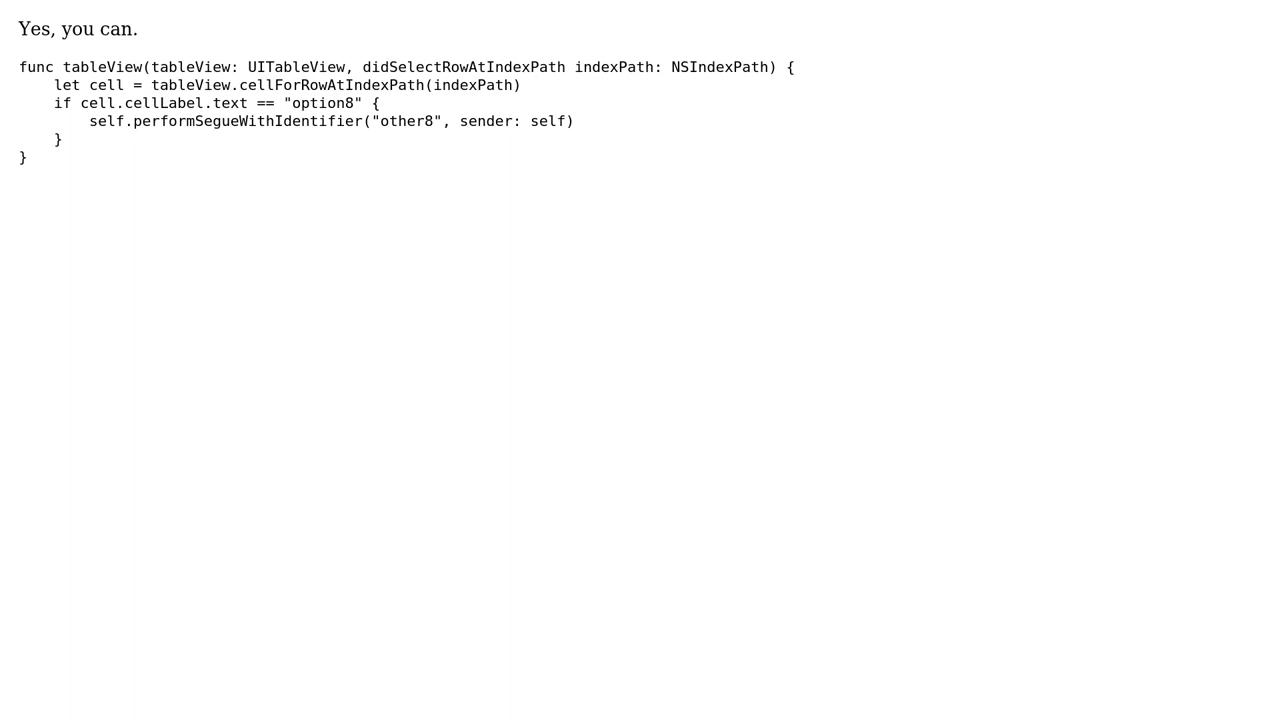 Yes, you can.
func tableView(tableView: UITableView, didSelectRowAtIndexPath indexPath: NSIndexPath) {
    let cell = tableView.cellForRowAtIndexPath(indexPath)
    if cell.cellLabel.text == "option8" {
        self.performSegueWithIdentifier("other8", sender: self)
    }
}